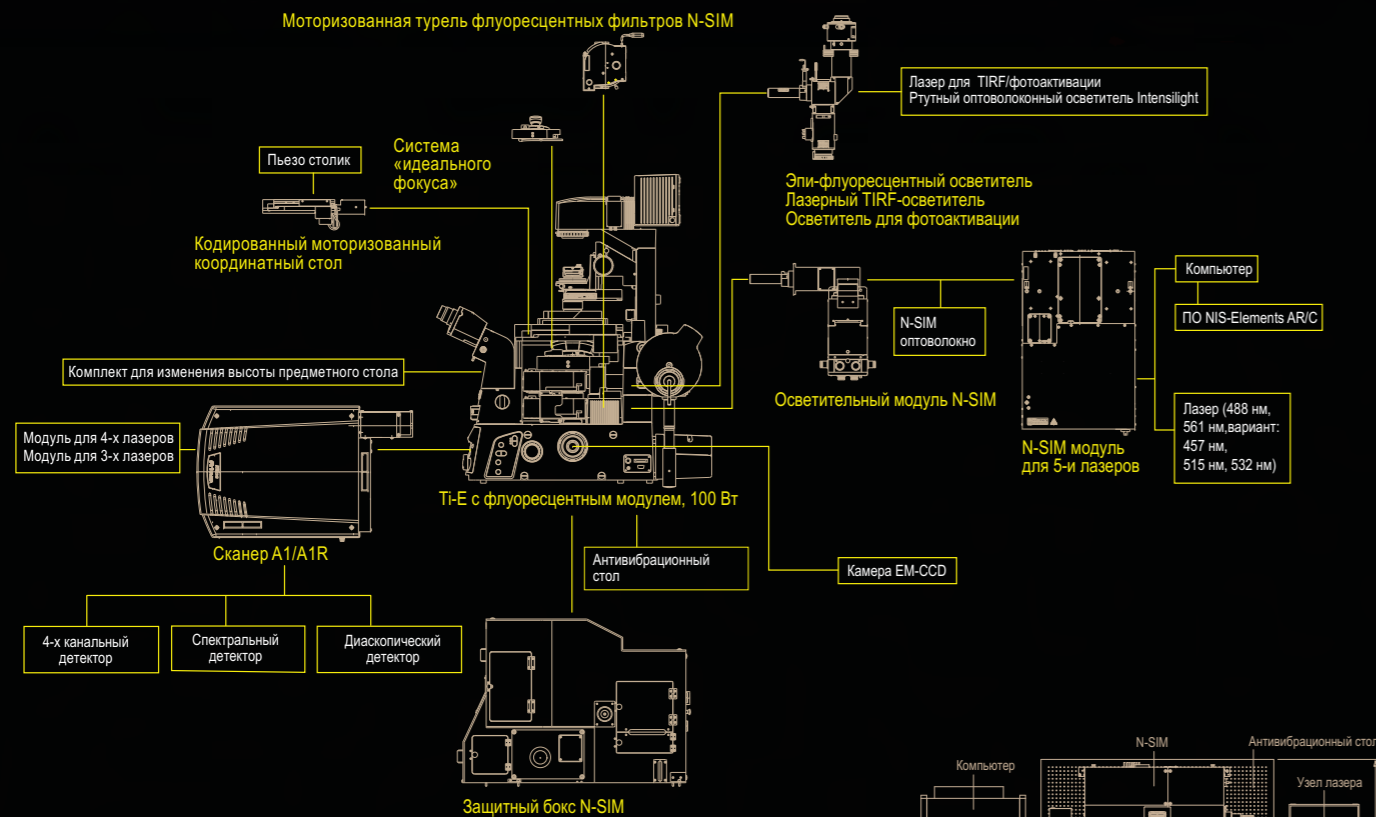 Моторизованная турель флуоресцентных фильтров N-SIM
Лазер для TIRF/фотоактивации
Ртутный оптоволоконный осветитель Intensilight
Система
«идеального
фокуса»
Пьезо столик
Эпи-флуоресцентный осветитель
Лазерный TIRF-осветитель
Осветитель для фотоактивации
Кодированный моторизованный
координатный стол
Компьютер
ПО NIS-Elements AR/C
N-SIM
оптоволокно
Комплект для изменения высоты предметного стола
Осветительный модуль N-SIM
Лазер (488 нм,
561 нм,вариант:
457 нм,
515 нм, 532 нм)
Модуль для 4-х лазеров
Модуль для 3-х лазеров
N-SIM модуль
для 5-и лазеров
Ti-E с флуоресцентным модулем, 100 Вт
Сканер A1/A1R
Антивибрационный
стол
Камера EM-CCD
4-х канальный
детектор
Спектральный
детектор
Диаскопический
детектор
N-SIM
Антивибрационный стол
Компьютер
Узел лазера
Защитный бокс N-SIM